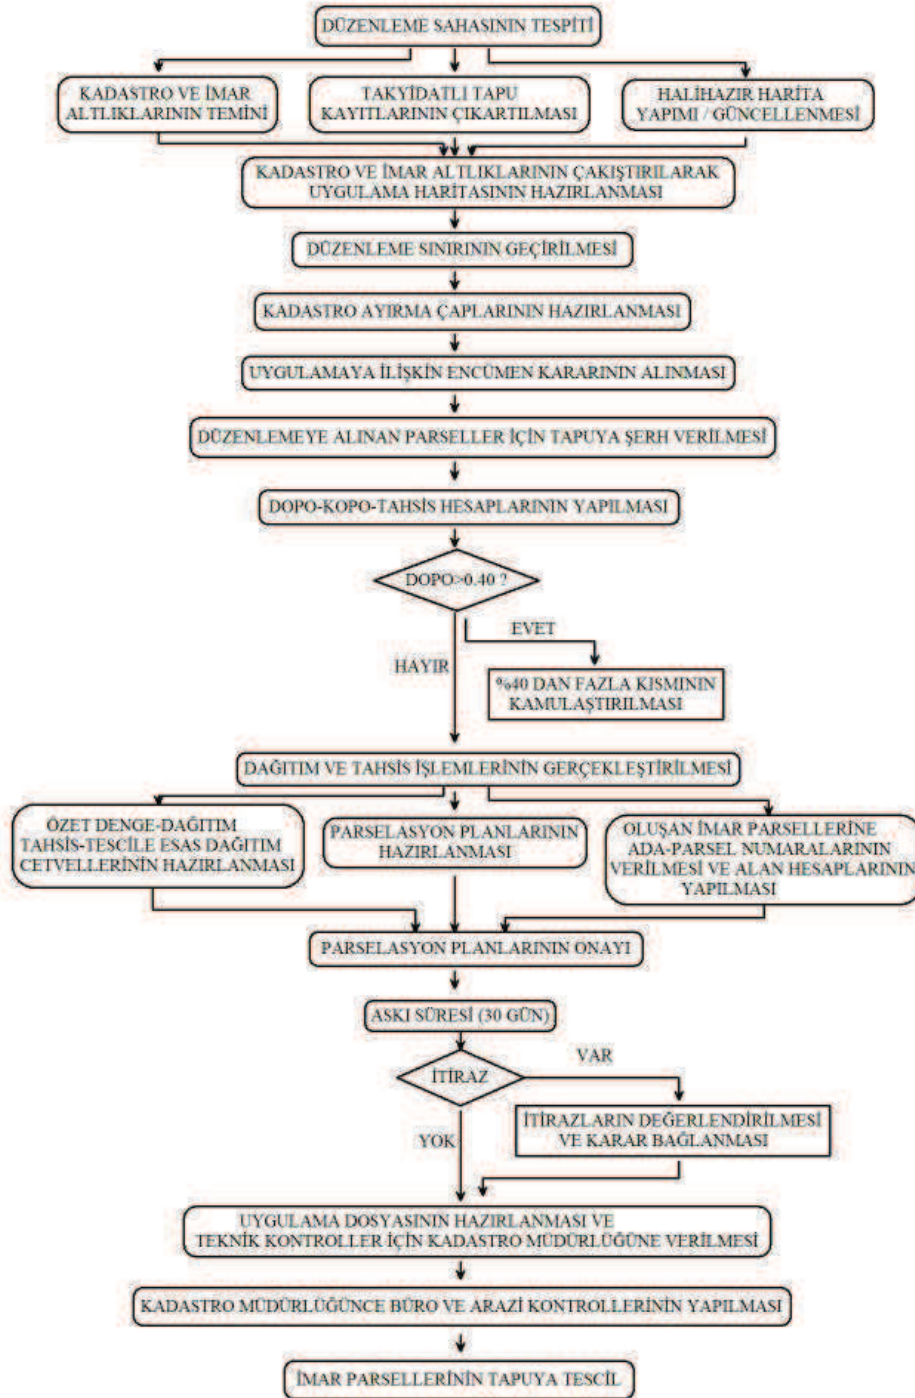 DÜZENLEME SAHASININ TESPİTİ
KADASTRO VE İMAR
ALTLIKLARININ TEMİNİ
TAKYİDATLI TAPU
KAYITLARININ ÇIKARTILMASI
HALİHAZIR HARİTA
YAPIMI / GÜNCELLENMESİ
KADASTRO VE İMAR ALTLIKLARININ ÇAKIŞTIRILARAK
UYGULAMA HARİTASININ HAZIRLANMASI
DÜZENLEME SINIRININ GEÇİRİLMESİ
KADASTRO AYIRMA ÇAPLARININ HAZIRLANMASI
UYGULAMAYA İLİŞKİN ENCÜMEN KARARININ ALINMASI
DÜZENLEMEYE ALINAN PARSELLER İÇİN TAPUYA ŞERH VERİLMESİ
DOPO-KOPO-TAHSİS HESAPLARININ YAPILMASI
DOPO>0.40 ?
EVET
HAYIR
%40 DAN FAZLA KISMININ
KAMULAŞTIRILMASI
DAĞITIM VE TAHSİS İŞLEMLERİNİN GERÇEKLEŞTİRİLMESİ
ÖZET DENGE-DAĞITIM
TAHSİS-TESCİLE ESAS DAĞITIM
CETVELLERİNİN HAZIRLANMASI
PARSELASYON PLANLARININ
HAZIRLANMASI
OLUŞAN İMAR PARSELLERİNE
ADA-PARSEL NUMARALARININ
VERİLMESİ VE ALAN HESAPLARININ
YAPILMASI
PARSELASYON PLANLARININ ONAYI
ASKI SÜRESİ (30 GÜN)
İTİRAZ
VAR
YOK
İTİRAZLARIN DEĞERLENDİRİLMESİ
VE KARAR BAĞLANMASI
UYGULAMA DOSYASININ HAZIRLANMASI VE
TEKNİK KONTROLLER İÇİN KADASTRO MÜDÜRLÜĞÜNE VERİLMESİ
KADASTRO MÜDÜRLÜĞÜNCE BÜRO VE ARAZİ KONTROLLERİNİN YAPILMASI
İMAR PARSELLERİNİN TAPUYA TESCİL